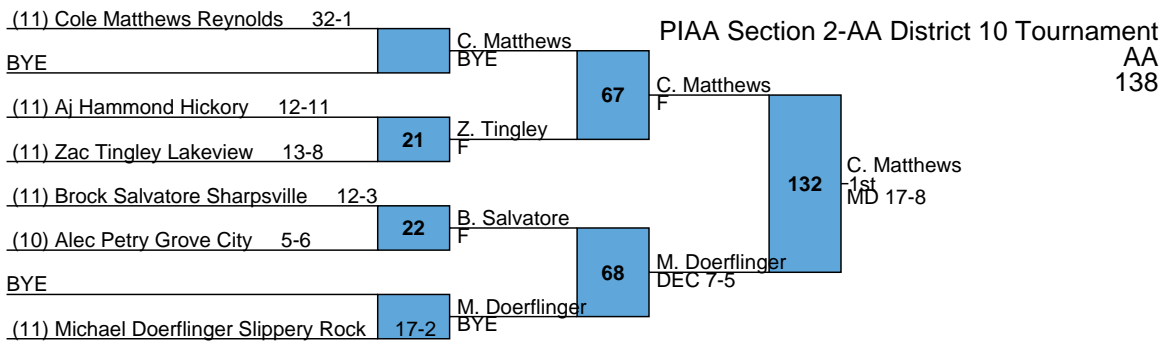 PIAA Section 2-AA District 10 Tournament
AA
138
(11) Cole Matthews Reynolds 32-1
BYE
(11) Aj Hammond Hickory 12-11
(11) Zac Tingley Lakeview 13-8
(11) Brock Salvatore Sharpsville 12-3
(10) Alec Petry Grove City 5-6
BYE
(11) Michael Doerflinger Slippery Rock 17-2
21
22
C. Matthews
BYE
Z. Tingley
F
B. Salvatore
F
M. Doerflinger
BYE
67
68
C. Matthews
F
M. Doerflinger
DEC 7-5
132
C. Matthews
1st
MD 17-8